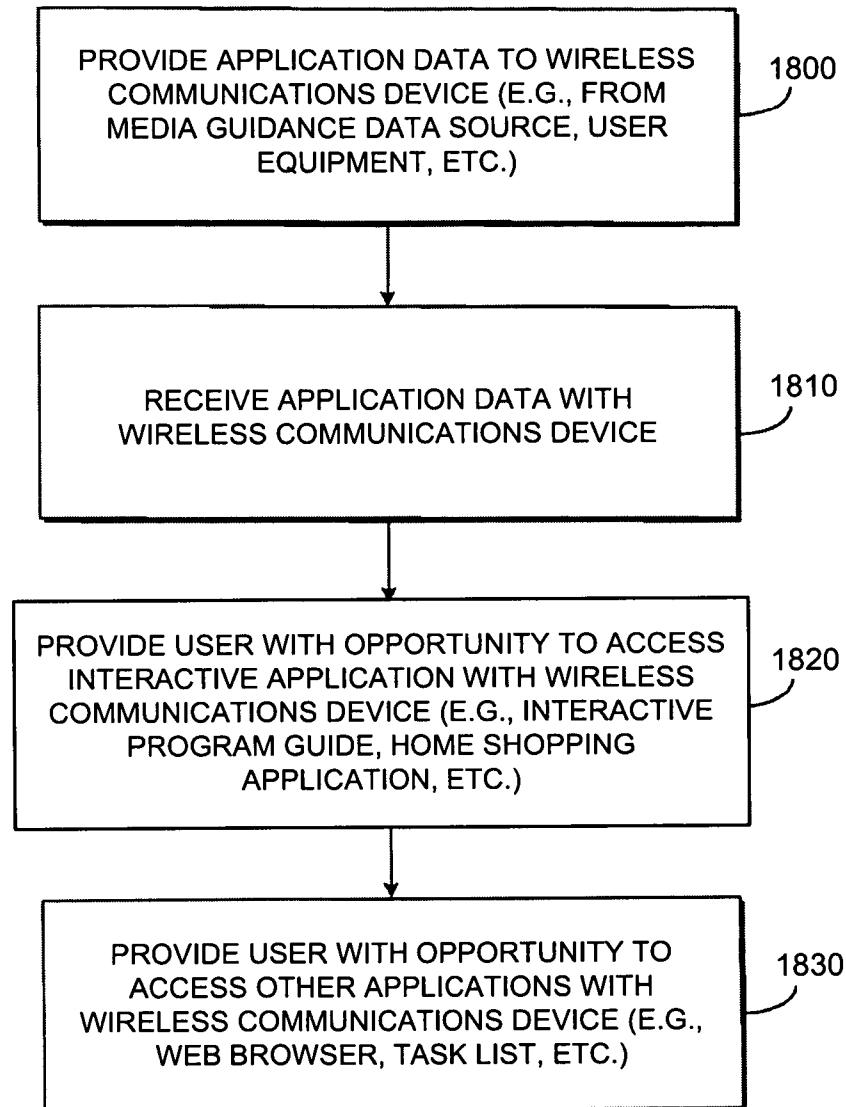 PROVIDE APPLICATION DATA TO WIRELESS
COMMUNICATIONS DEVICE (E.G., FROM
MEDIA GUIDANCE DATA SOURCE, USER
EQUIPMENT, ETC.)
1800
RECEIVE APPLICATION DATA WITH
WIRELESS COMMUNICATIONS DEVICE
1810
PROVIDE USER WITH OPPORTUNITY TO ACCESS
INTERACTIVE APPLICATION WITH WIRELESS
COMMUNICATIONS DEVICE (E.G., INTERACTIVE
PROGRAM GUIDE, HOME SHOPPING
APPLICATION, ETC.)
1820
PROVIDE USER WITH OPPORTUNITY TO
ACCESS OTHER APPLICATIONS WITH
WIRELESS COMMUNICATIONS DEVICE (E.G.,
WEB BROWSER, TASK LIST, ETC.)
1830